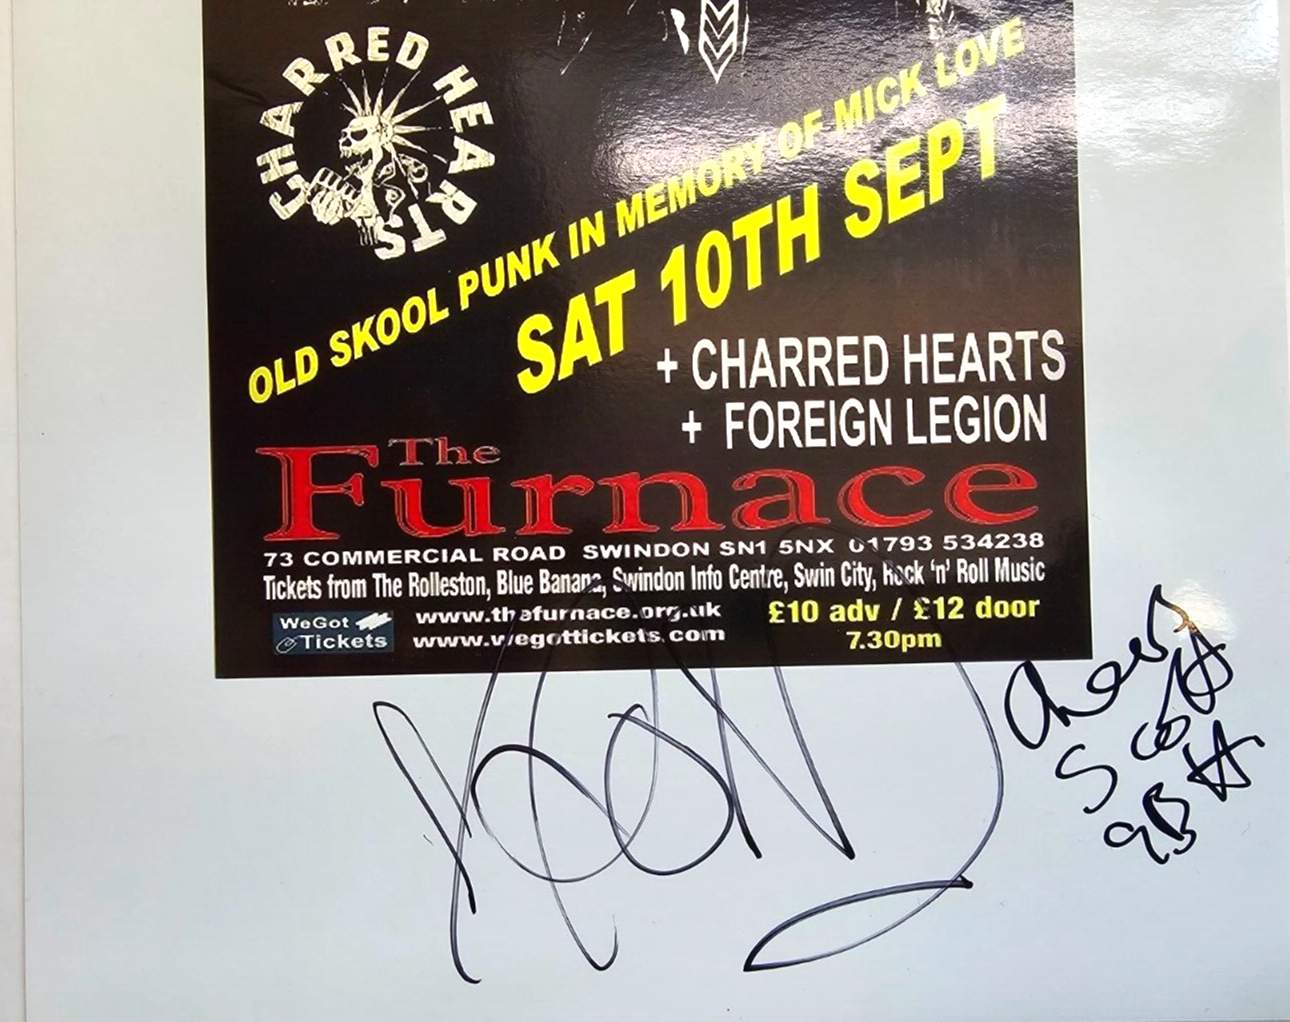 CHARRED HEARTS
OLD SKOOL PUNK IN MEMORY OF MICK LOVE
SAT 10TH SEPT
+ CHARRED HEARTS
+ FOREIGN LEGION
The
Furnace
73 COMMERCIAL ROAD SWINDON SN1 5NX 01793 534238
Tickets from The Rolleston, Blue Banana, Swindon Info Centre, Swin City, Rock 'n' Roll Music
WeGot
Tickets
www.thefurnace.org.uk
www.wegottickets.com
£10 adv / £12 door
7.30pm
Cheers
Scott